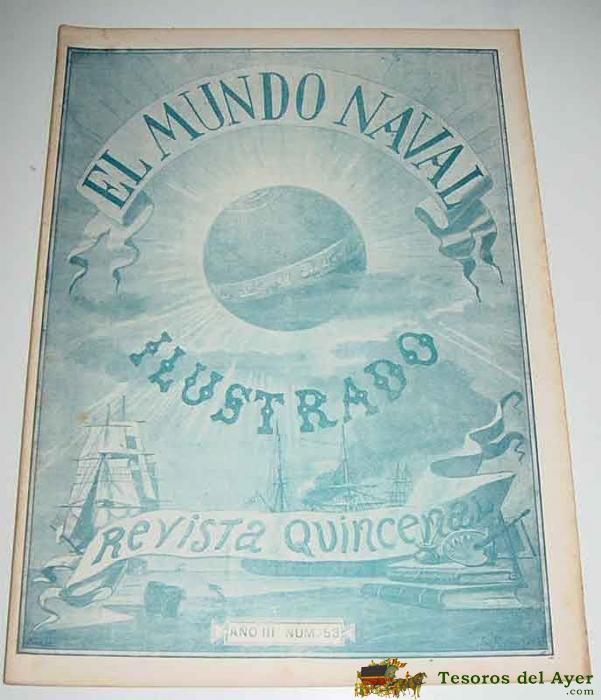 EL MUNDO NAVAL
ILUSTRADO
Revista Quincenal
AÑO III NUM. 53
Tesoros del Ayer
.com